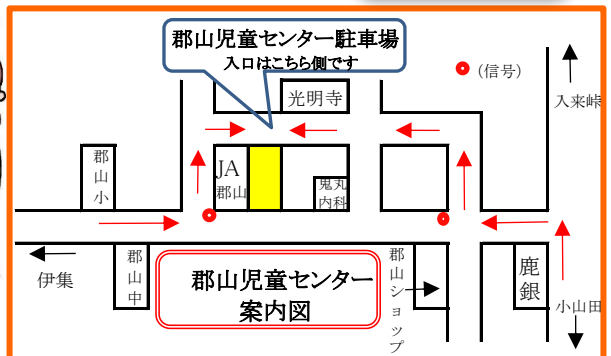 郡山児童センター駐車場
入口はこちら側です
(信号)
入来峠
光明寺
郡山小
JA
郡山
鬼丸
内科
伊集
郡山中
郡山児童センター
案内図
郡山ショップ
鹿銀
小山田